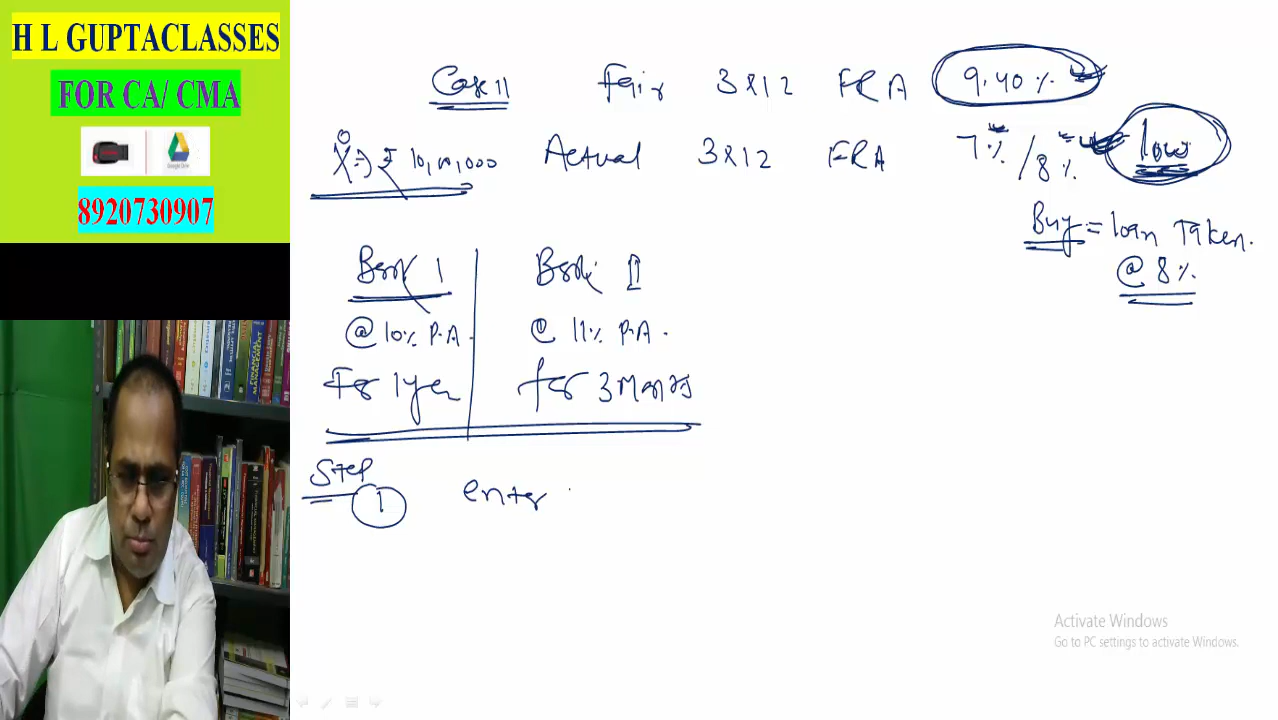 H L GUPTACLASSES
FOR CA/ CMA
8920730907
Case II Fair 3X12 FRA 9.40%
₹ 10,00,000 Actual 3X12 FRA 7% / 8% low
Buy = loan Taken.
@ 8%
Bank I Bank II
@ 10% P.A. @ 11% P.A.
For 1 year for 3 Months
Step
1 enter
Activate Windows
Go to PC settings to activate Windows.